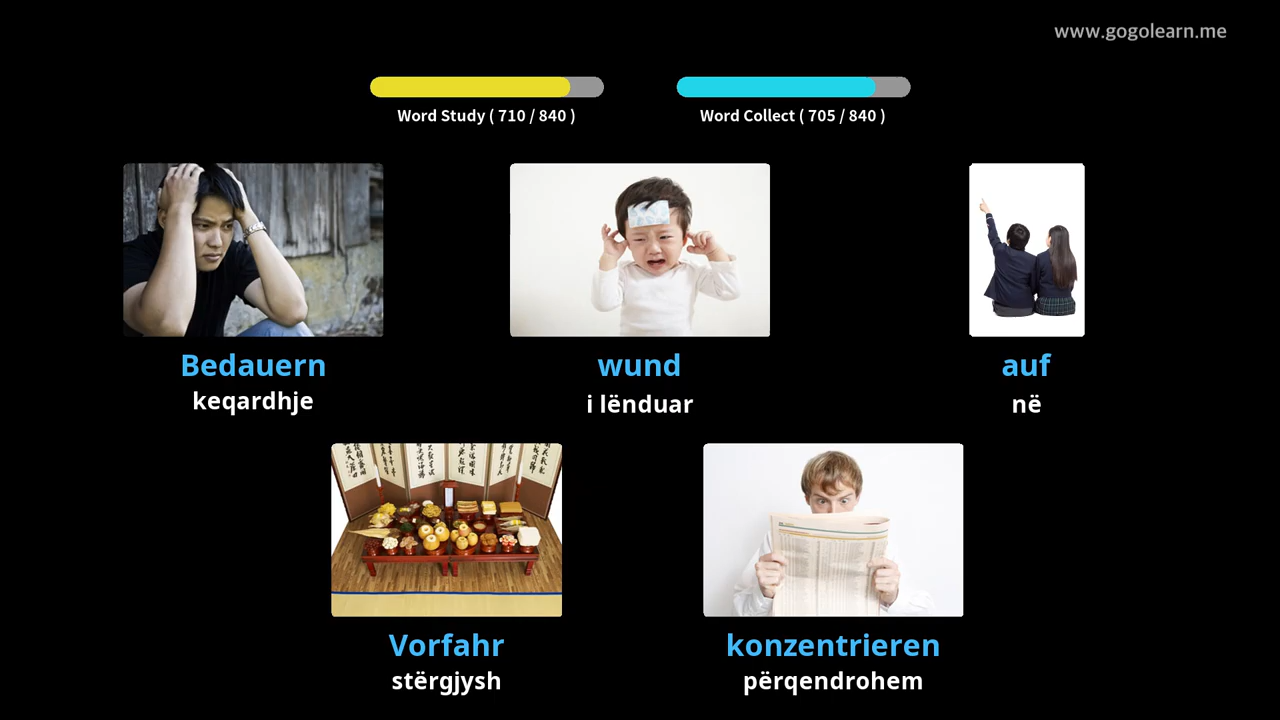 www.gogolearn.me
Word Study ( 710 / 840 )
Word Collect ( 705 / 840 )
Bedauern
keqardhje
wund
i lënduar
auf
në
Vorfahr
stërgjysh
konzentrieren
përqendrohem